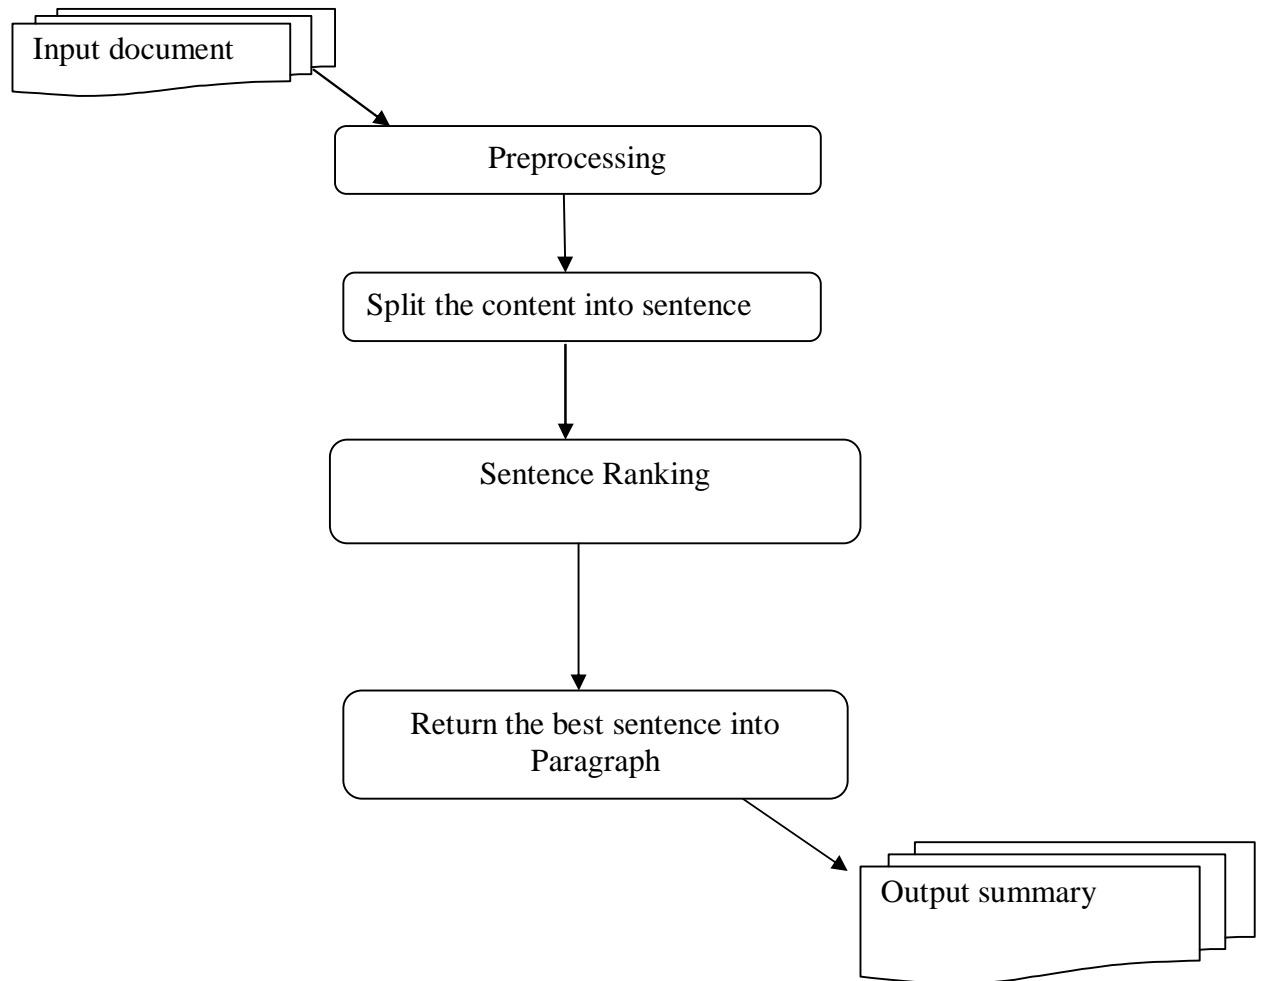 Input document
Preprocessing
Split the content into sentence
Sentence Ranking
Return the best sentence into
Paragraph
Output summary